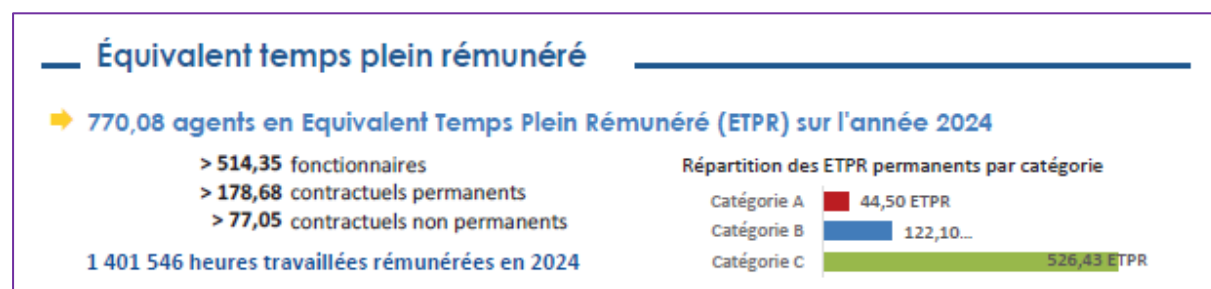 Équivalent temps plein rémunéré
770,08 agents en Equivalent Temps Plein Rémunéré (ETPR) sur l'année 2024
> 514,35 fonctionnaires
> 178,68 contractuels permanents
> 77,05 contractuels non permanents
1 401 546 heures travaillées rémunérées en 2024
Répartition des ETPR permanents par catégorie
Catégorie A 44,50 ETPR
Catégorie B 122,10...
Catégorie C 526,43 ETPR